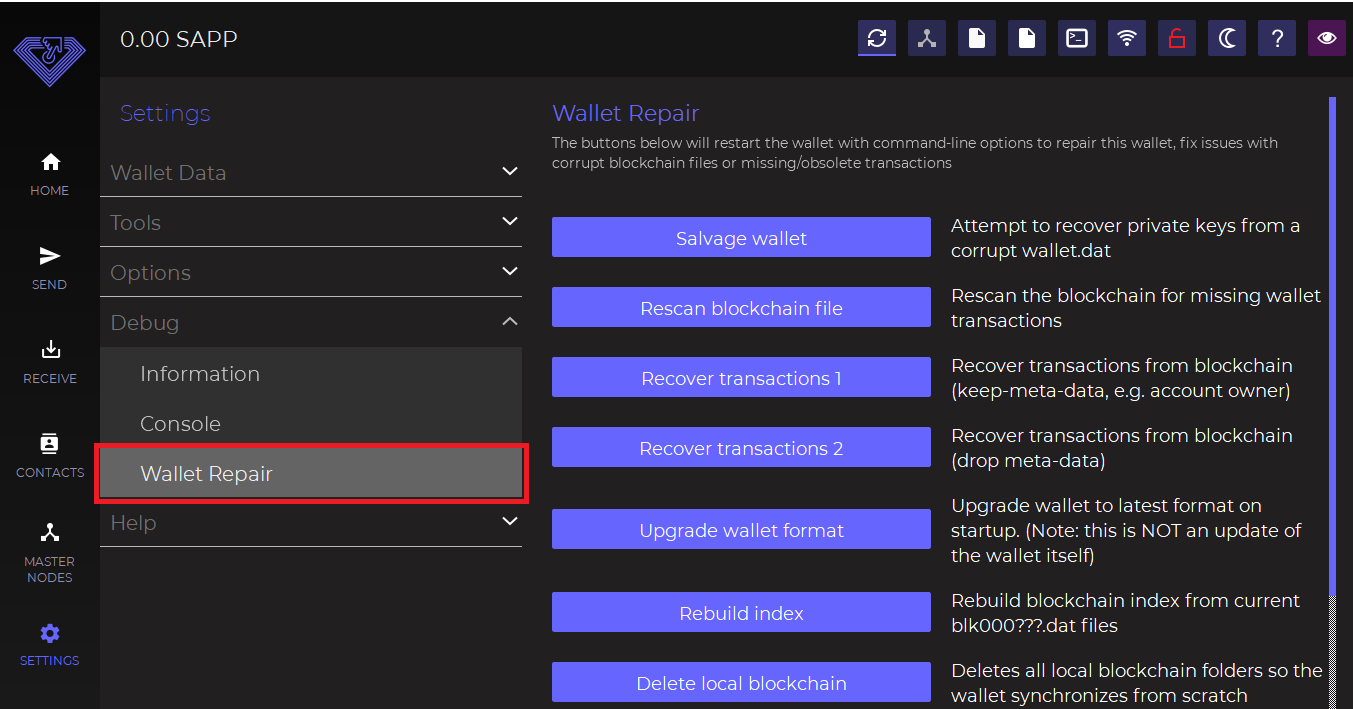 0.00 SAPP
HOME
SEND
RECEIVE
CONTACTS
MASTER
NODES
SETTINGS
Settings
Wallet Data
Tools
Options
Debug
Information
Console
Wallet Repair
Help
Wallet Repair
The buttons below will restart the wallet with command-line options to repair this wallet, fix issues with
corrupt blockchain files or missing/obsolete transactions
Salvage wallet
Attempt to recover private keys from a
corrupt wallet.dat
Rescan blockchain file
Rescan the blockchain for missing wallet
transactions
Recover transactions 1
Recover transactions from blockchain
(keep-meta-data, e.g. account owner)
Recover transactions 2
Recover transactions from blockchain
(drop meta-data)
Upgrade wallet format
Upgrade wallet to latest format on
startup. (Note: this is NOT an update of
the wallet itself)
Rebuild index
Rebuild blockchain index from current
blk000???.dat files
Delete local blockchain
Deletes all local blockchain folders so the
wallet synchronizes from scratch